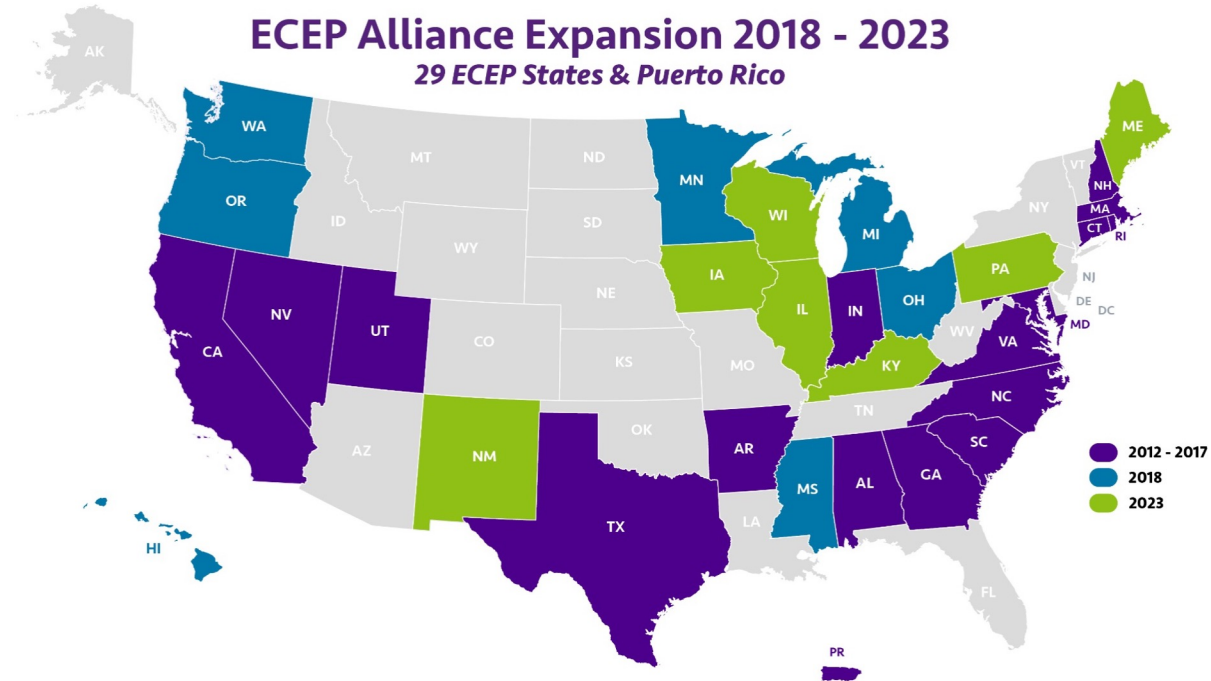 ECEP Alliance Expansion 2018 - 2023
29 ECEP States & Puerto Rico
AK
WA
MT
ND
MN
ME
VT
NH
OR
ID
SD
WI
MI
NY
MA
CT
RI
WY
IA
PA
NJ
NE
NV
UT
CO
IL
IN
OH
DE
DC
MD
CA
KS
MO
WV
VA
KY
NC
AZ
NM
OK
TN
AR
SC
TX
LA
MS
AL
GA
FL
HI
PR
2012 - 2017
2018
2023